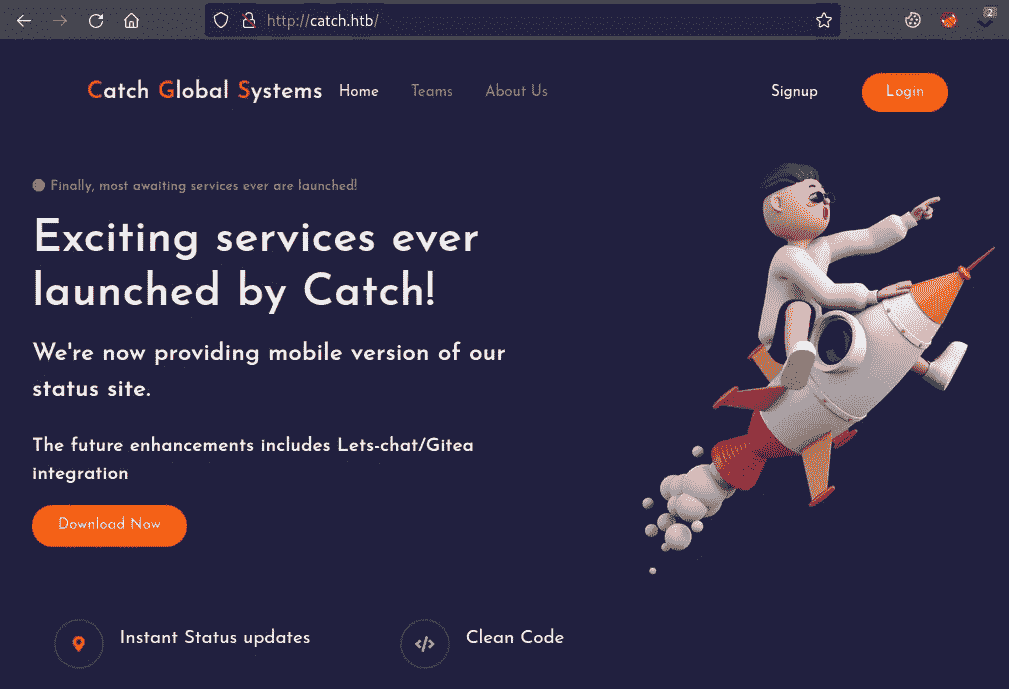 http://catch.htb/
2
Catch Global Systems Home Teams About Us Signup Login
Finally, most awaiting services ever are launched!
Exciting services ever
launched by Catch!
We're now providing mobile version of our
status site.
The future enhancements includes Lets-chat/Gitea
integration
Download Now
Instant Status updates </> Clean Code